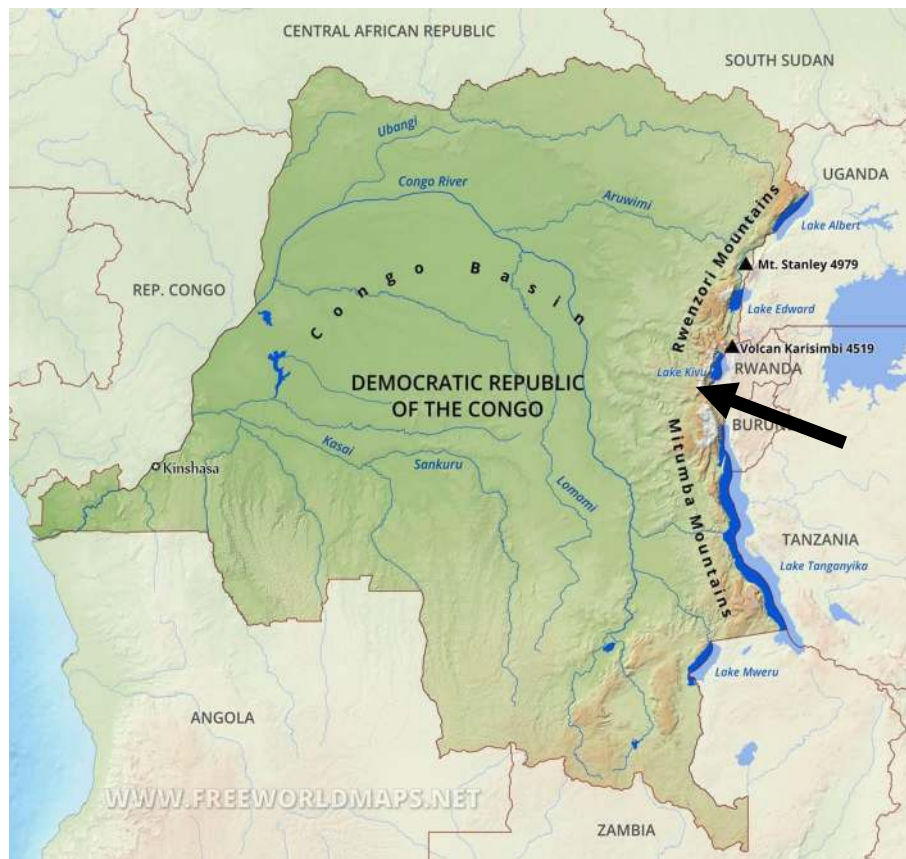 CENTRAL AFRICAN REPUBLIC
SOUTH SUDAN
Ubangi
UGANDA
Congo River
Aruwimi
Lake Albert
Rwenzori Mountains
Congo Basin
Mt. Stanley 4979
REP. CONGO
Lake Edward
Volcan Karisimbi 4519
Lake Kivu
RWANDA
DEMOCRATIC REPUBLIC
OF THE CONGO
BURUN
Mitumba Mountains
Kasai
Sankuru
Kinshasa
Lomami
TANZANIA
Lake Tanganyika
Lake Mweru
ANGOLA
WWW.FREEWORLDMAPS.NET
ZAMBIA